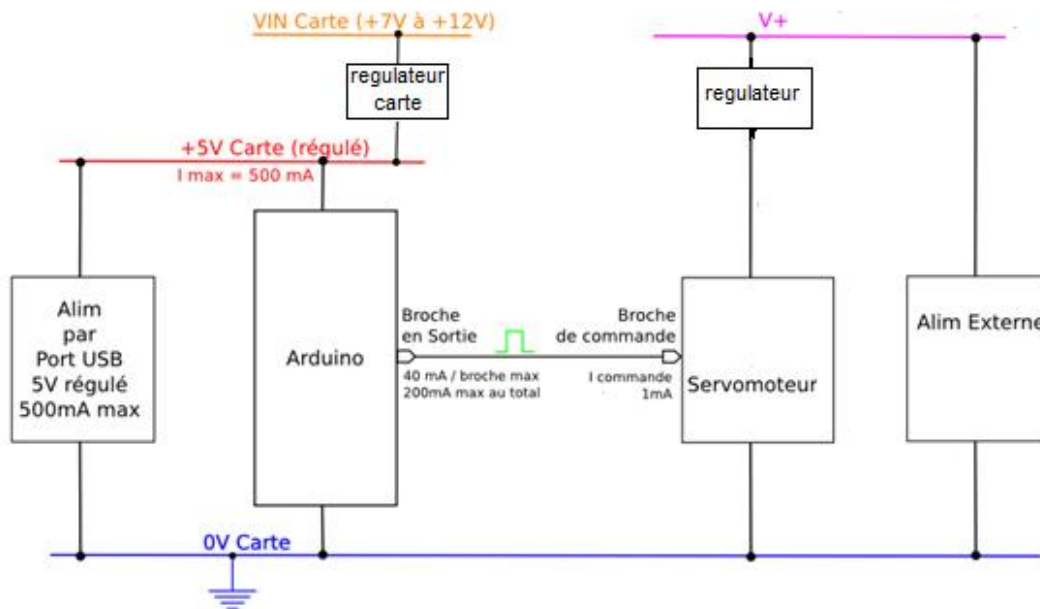 VIN Carte (+7V à +12V)
V+
regulateur
carte
regulateur
+5V Carte (régulé)
I max = 500 mA
Alim
par
Port USB
5V régulé
500mA max
Arduino
Broche
en Sortie
40 mA / broche max
200mA max au total
Broche
de commande
I commande
1mA
Servomoteur
Alim Externe
0V Carte